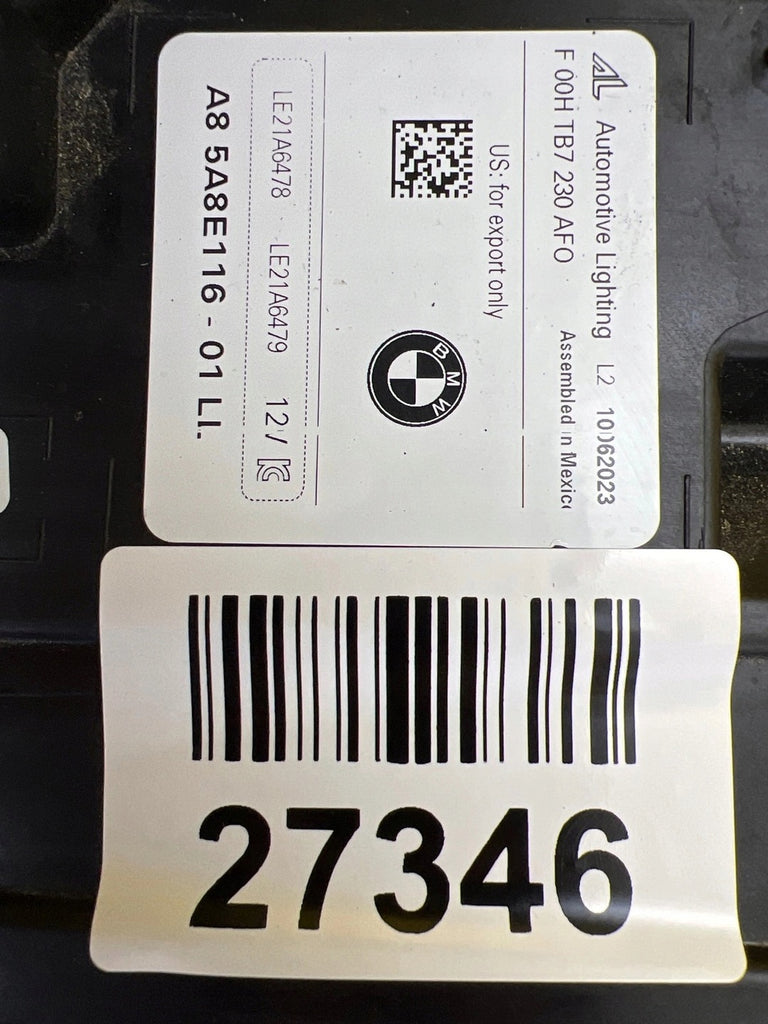 AL Automotive Lighting L2 10062023
F 00H TB7 230 AFO Assembled in Mexico
US: for export only
BMW
LE21A6478 LE21A6479 12V
A8 5A8E116 - 01 LI.
27346